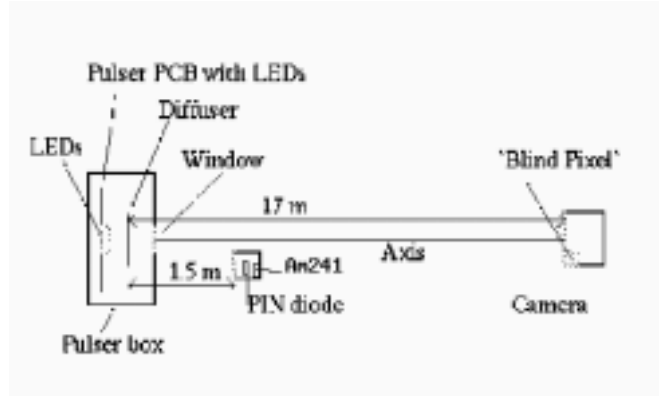 Pulser PCB with LEDs
Diffuser
LEDs
Window
'Blind Pixel'
17 m
Axis
1.5 m
Am241
PIN diode
Camera
Pulser box